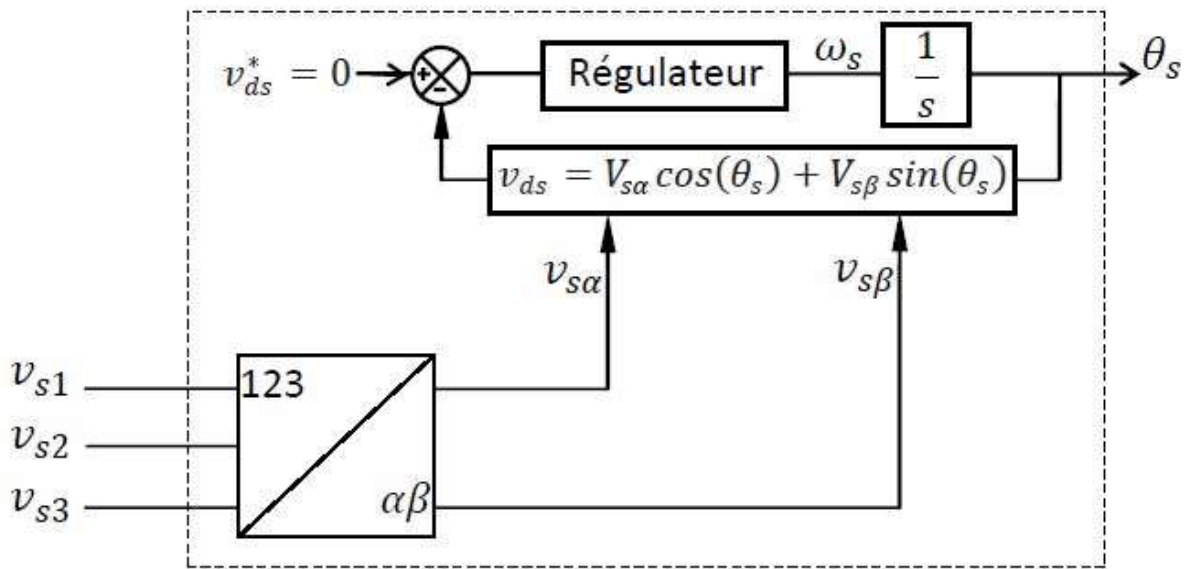 v*ds = 0
+
-
Régulateur
ωs
1
s
θs
vds = Vsα cos(θs) + Vsβ sin(θs)
vsα
vsβ
vs1
vs2
vs3
123
αβ